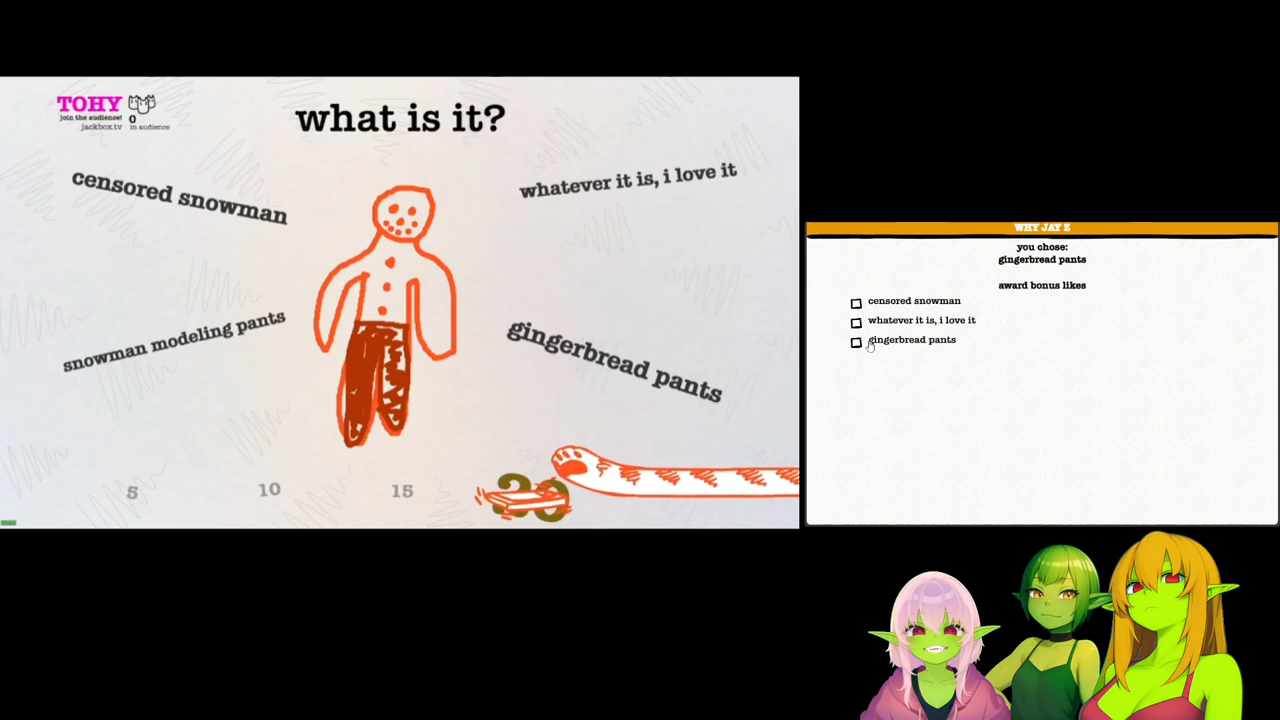 TOHY
join the audience!
jackbox.tv
0
in audience
what is it?
censored snowman
whatever it is, i love it
snowman modeling pants
gingerbread pants
5
10
15
20
WHY JAY Z
you chose:
gingerbread pants
award bonus likes
censored snowman
whatever it is, i love it
gingerbread pants